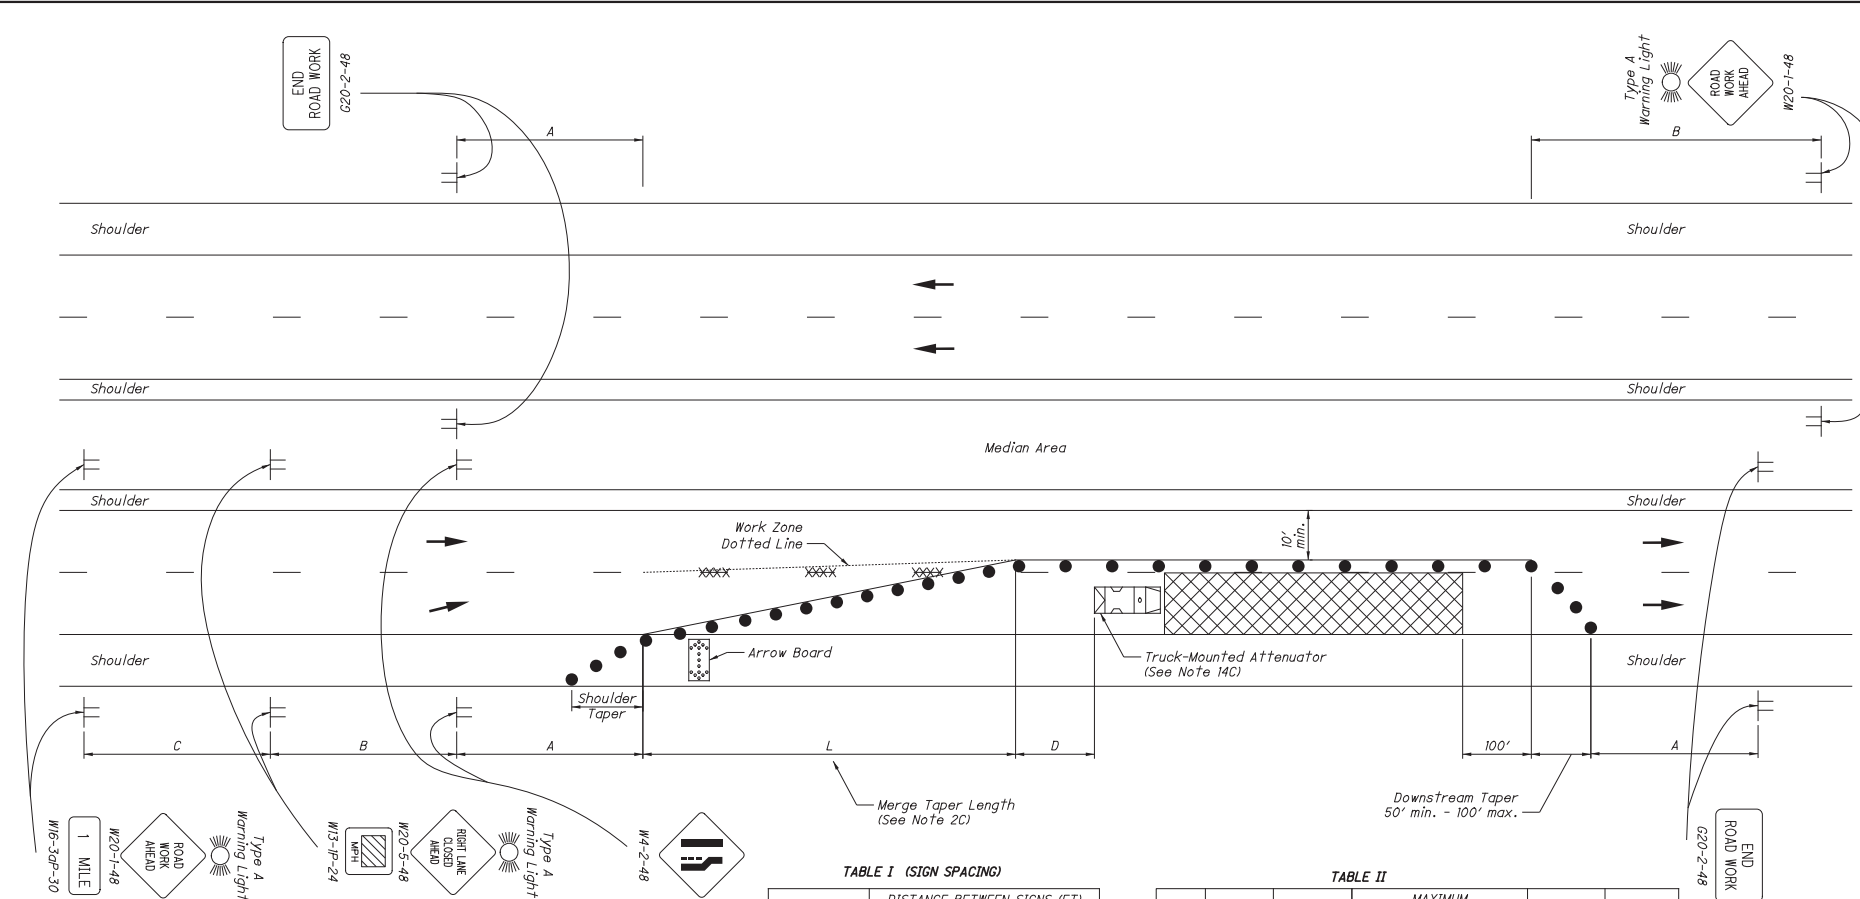 END
ROAD WORK
G20-2-48
A
Type A
Warning Light
ROAD
WORK
AHEAD
W20-1-48
B
Shoulder
Shoulder
Shoulder
Shoulder
Median Area
Shoulder
Shoulder
Work Zone
Dotted Line
10'
min.
Arrow Board
Truck-Mounted Attenuator
(See Note 14C)
Shoulder
Shoulder
Shoulder
Taper
C
B
A
L
D
100'
A
Merge Taper Length
(See Note 2C)
Downstream Taper
50' min. - 100' max.
W16-3aP-30
1 MILE
W20-1-48
ROAD
WORK
AHEAD
Type A
Warning Light
W13-1P-24
MPH
W20-5-48
RIGHT LANE
CLOSED
AHEAD
Type A
Warning Light
W4-2-48
G20-2-48
END
ROAD WORK
TABLE I (SIGN SPACING)
DISTANCE BETWEEN SIGNS (FT)
TABLE II
MAXIMUM